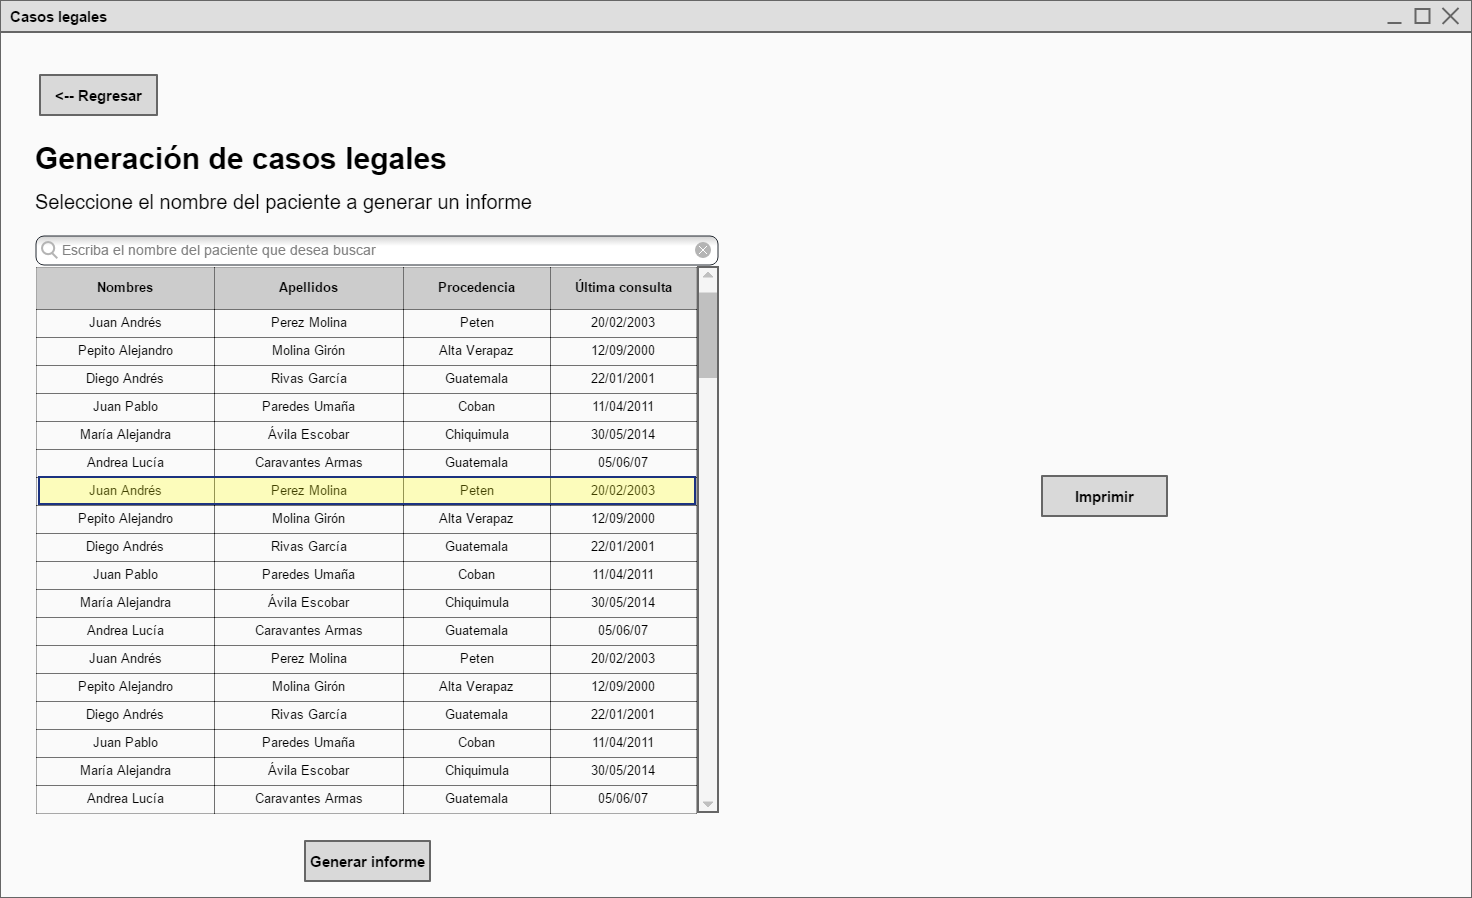 Casos legales
<-- Regresar
Generación de casos legales
Seleccione el nombre del paciente a generar un informe
Escriba el nombre del paciente que desea buscar
Nombres Apellidos Procedencia Última consulta
Juan Andrés Perez Molina Peten 20/02/2003
Pepito Alejandro Molina Girón Alta Verapaz 12/09/2000
Diego Andrés Rivas García Guatemala 22/01/2001
Juan Pablo Paredes Umaña Coban 11/04/2011
María Alejandra Ávila Escobar Chiquimula 30/05/2014
Andrea Lucía Caravantes Armas Guatemala 05/06/07
Juan Andrés Perez Molina Peten 20/02/2003
Pepito Alejandro Molina Girón Alta Verapaz 12/09/2000
Diego Andrés Rivas García Guatemala 22/01/2001
Juan Pablo Paredes Umaña Coban 11/04/2011
María Alejandra Ávila Escobar Chiquimula 30/05/2014
Andrea Lucía Caravantes Armas Guatemala 05/06/07
Juan Andrés Perez Molina Peten 20/02/2003
Pepito Alejandro Molina Girón Alta Verapaz 12/09/2000
Diego Andrés Rivas García Guatemala 22/01/2001
Juan Pablo Paredes Umaña Coban 11/04/2011
María Alejandra Ávila Escobar Chiquimula 30/05/2014
Andrea Lucía Caravantes Armas Guatemala 05/06/07
Generar informe
Imprimir